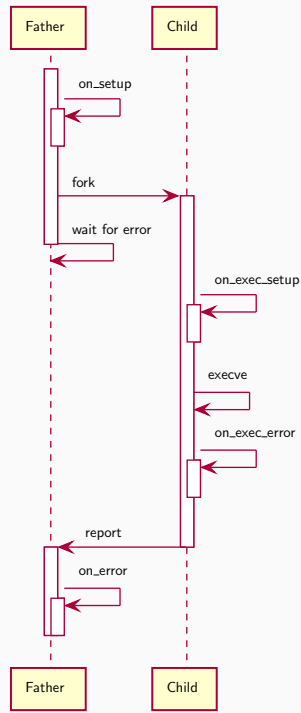 Father
Child
on_setup
fork
wait for error
on_exec_setup
execve
on_exec_error
report
on_error
Father
Child